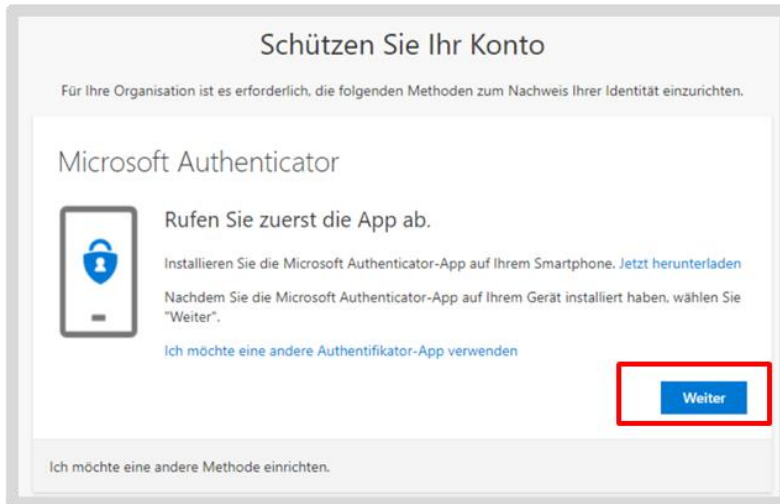 Schützen Sie Ihr Konto
Für Ihre Organisation ist es erforderlich, die folgenden Methoden zum Nachweis Ihrer Identität einzurichten.
Microsoft Authenticator
Rufen Sie zuerst die App ab.
Installieren Sie die Microsoft Authenticator-App auf Ihrem Smartphone. Jetzt herunterladen
Nachdem Sie die Microsoft Authenticator-App auf Ihrem Gerät installiert haben, wählen Sie
"Weiter".
Ich möchte eine andere Authentifikator-App verwenden
Weiter
Ich möchte eine andere Methode einrichten.